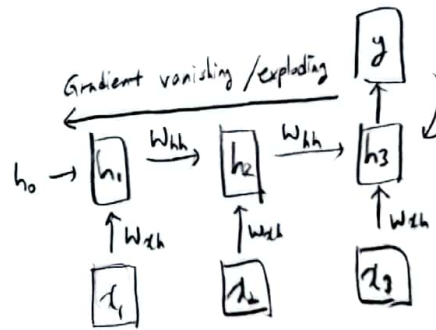 y
Gradient vanishing / exploding
h₀ h₁ Whh h₂ Whh h₃
Wxh Wxh Wxh
x₁ x₂ x₃